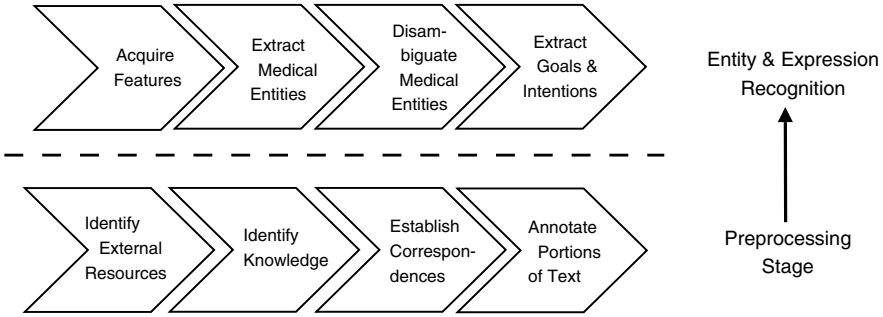 Acquire
Features
Extract
Medical
Entities
Disam-
biguate
Medical
Entities
Extract
Goals &
Intentions
Entity & Expression
Recognition
Identify
External
Resources
Identify
Knowledge
Establish
Correspon-
dences
Annotate
Portions
of Text
Preprocessing
Stage